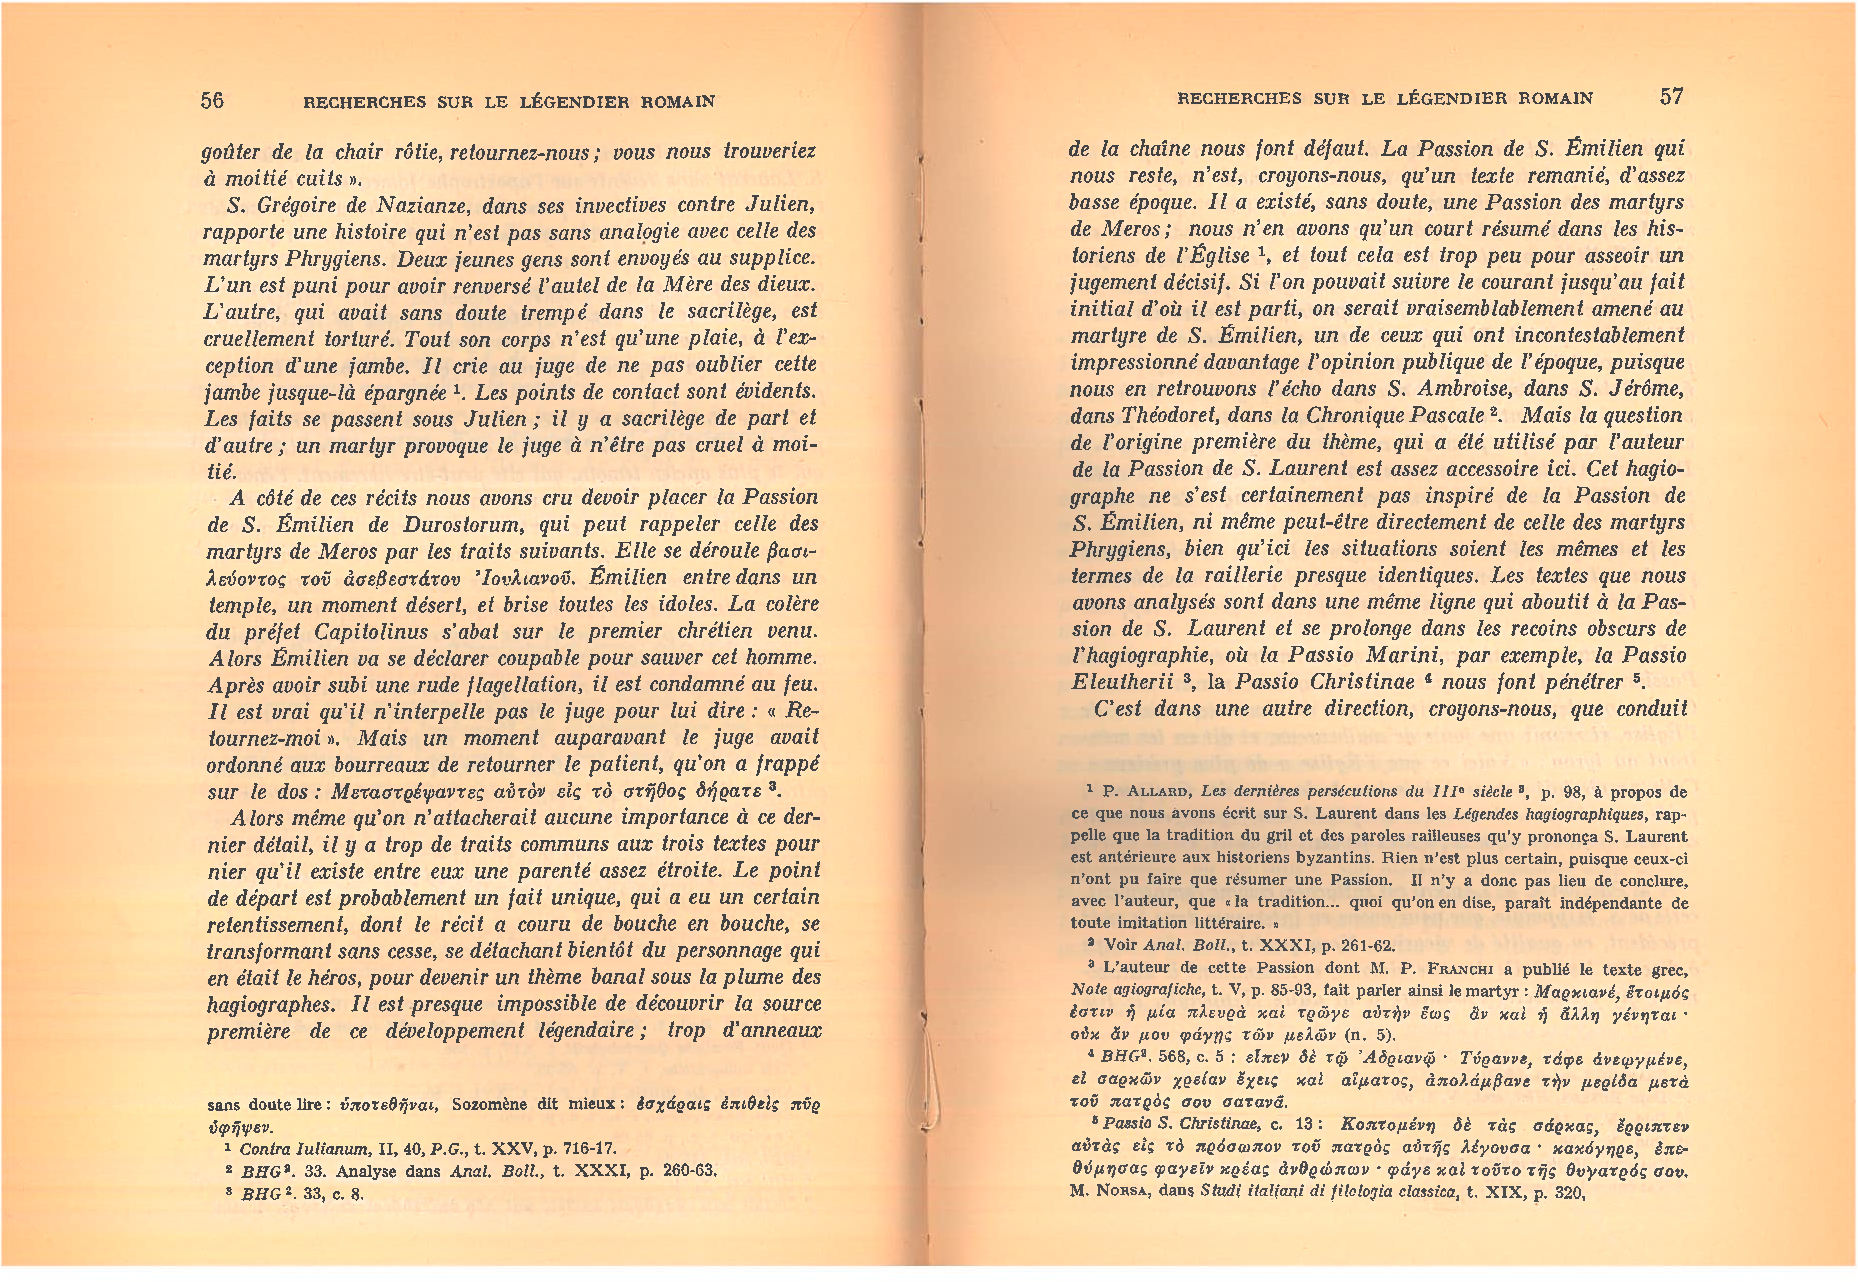 56 RECHERCHES SUR LE LÉGENDIER ROMAIN
goûter de la chair rôtie, retournez-nous ; vous nous trouveriez
à moitié cuits ».
S. Grégoire de Nazianze, dans ses invectives contre Julien,
rapporte une histoire qui n'est pas sans analogie avec celle des
martyrs Phrygiens. Deux jeunes gens sont envoyés au supplice.
L'un est puni pour avoir renversé l'autel de la Mère des dieux.
L'autre, qui avait sans doute trempé dans le sacrilège, est
cruellement torturé. Tout son corps n'est qu'une plaie, à l'ex-
ception d'une jambe. Il crie au juge de ne pas oublier cette
jambe jusque-là épargnée ¹. Les points de contact sont évidents.
Les faits se passent sous Julien ; il y a sacrilège de part et
d'autre ; un martyr provoque le juge à n'être pas cruel à moi-
tié.
A côté de ces récits nous avons cru devoir placer la Passion
de S. Émilien de Durostorum, qui peut rappeler celle des
martyrs de Meros par les traits suivants. Elle se déroule βασι-
λεύοντος τοῦ ἀσεβεστάτου Ἰουλιανοῦ. Émilien entre dans un
temple, un moment désert, et brise toutes les idoles. La colère
du préfet Capitolinus s'abat sur le premier chrétien venu.
Alors Émilien va se déclarer coupable pour sauver cet homme.
Après avoir subi une rude flagellation, il est condamné au feu.
Il est vrai qu'il n'interpelle pas le juge pour lui dire : « Re-
tournez-moi ». Mais un moment auparavant le juge avait
ordonné aux bourreaux de retourner le patient, qu'on a frappé
sur le dos : Μεταστρέψαντες αὐτὸν εἰς τὸ στῆθος δήρατε ³.
Alors même qu'on n'attacherait aucune importance à ce der-
nier détail, il y a trop de traits communs aux trois textes pour
nier qu'il existe entre eux une parenté assez étroite. Le point
de départ est probablement un fait unique, qui a eu un certain
retentissement, dont le récit a couru de bouche en bouche, se
transformant sans cesse, se détachant bientôt du personnage qui
en était le héros, pour devenir un thème banal sous la plume des
hagiographes. Il est presque impossible de découvrir la source
première de ce développement légendaire ; trop d'anneaux
sans doute lire : ὑποτεθῆναι, Sozomène dit mieux : ἐσχάραις ἐπιθεὶς πῦρ
ὑφῆψεν.
¹ Contra Iulianum, II, 40, P.G., t. XXV, p. 716-17.
² BHG². 33. Analyse dans Anal. Boll., t. XXXI, p. 260-63.
³ BHG ². 33, c. 8.
RECHERCHES SUR LE LÉGENDIER ROMAIN 57
de la chaîne nous font défaut. La Passion de S. Émilien qui
nous reste, n'est, croyons-nous, qu'un texte remanié, d'assez
basse époque. Il a existé, sans doute, une Passion des martyrs
de Meros ; nous n'en avons qu'un court résumé dans les his-
toriens de l'Église ¹, et tout cela est trop peu pour asseoir un
jugement décisif. Si l'on pouvait suivre le courant jusqu'au fait
initial d'où il est parti, on serait vraisemblablement amené au
martyre de S. Émilien, un de ceux qui ont incontestablement
impressionné davantage l'opinion publique de l'époque, puisque
nous en retrouvons l'écho dans S. Ambroise, dans S. Jérôme,
dans Théodoret, dans la Chronique Pascale ². Mais la question
de l'origine première du thème, qui a été utilisé par l'auteur
de la Passion de S. Laurent est assez accessoire ici. Cet hagio-
graphe ne s'est certainement pas inspiré de la Passion de
S. Émilien, ni même peut-être directement de celle des martyrs
Phrygiens, bien qu'ici les situations soient les mêmes et les
termes de la raillerie presque identiques. Les textes que nous
avons analysés sont dans une même ligne qui aboutit à la Pas-
sion de S. Laurent et se prolonge dans les recoins obscurs de
l'hagiographie, où la Passio Marini, par exemple, la Passio
Eleutherii ³, la Passio Christinae ⁴ nous font pénétrer ⁵.
C'est dans une autre direction, croyons-nous, que conduit
¹ P. ALLARD, Les dernières persécutions du IIIᵉ siècle ³, p. 98, à propos de
ce que nous avons écrit sur S. Laurent dans les Légendes hagiographiques, rap-
pelle que la tradition du gril et des paroles railleuses qu'y prononça S. Laurent
est antérieure aux historiens byzantins. Rien n'est plus certain, puisque ceux-ci
n'ont pu faire que résumer une Passion. Il n'y a donc pas lieu de conclure,
avec l'auteur, que « la tradition... quoi qu'on en dise, paraît indépendante de
toute imitation littéraire. »
² Voir Anal. Boll., t. XXXI, p. 261-62.
³ L'auteur de cette Passion dont M. P. FRANCHI a publié le texte grec,
Note agiografiche, t. V, p. 85-93, fait parler ainsi le martyr : Μαρκιανέ, ἕτοιμός
ἐστιν ἡ μία πλευρὰ καὶ τρῶγε αὐτὴν ἕως ἂν καὶ ἡ ἄλλη γένηται ·
οὐκ ἄν μου φάγῃς τῶν μελῶν (n. 5).
⁴ BHG². 568, c. 5 : εἶπεν δὲ τῷ Ἀδριανῷ · Τύραννε, τάφε ἀνεῳγμένε,
εἰ σαρκῶν χρείαν ἔχεις καὶ αἵματος, ἀπολάμβανε τὴν μερίδα μετὰ
τοῦ πατρὸς σου σατανᾶ.
⁵ Passio S. Christinae, c. 13 : Κοπτομένη δὲ τὰς σάρκας, ἔρριπτεν
αὐτὰς εἰς τὸ πρόσωπον τοῦ πατρὸς αὐτῆς λέγουσα · κακόγηρε, ἐπε-
θύμησας φαγεῖν κρέας ἀνθρώπων · φάγε καὶ τοῦτο τῆς θυγατρός σου.
M. NORSA, dans Studi italiani di filologia classica, t. XIX, p. 320,